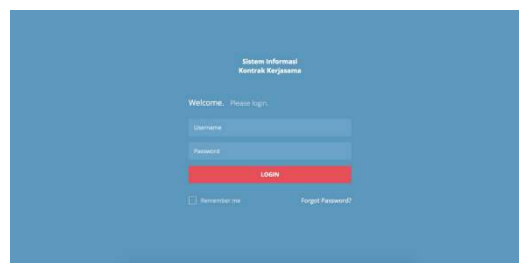 Sistem Informasi
Kontrak Kerjasama
Welcome. Please login.
Username
Password
LOGIN
Remember me Forgot Password?